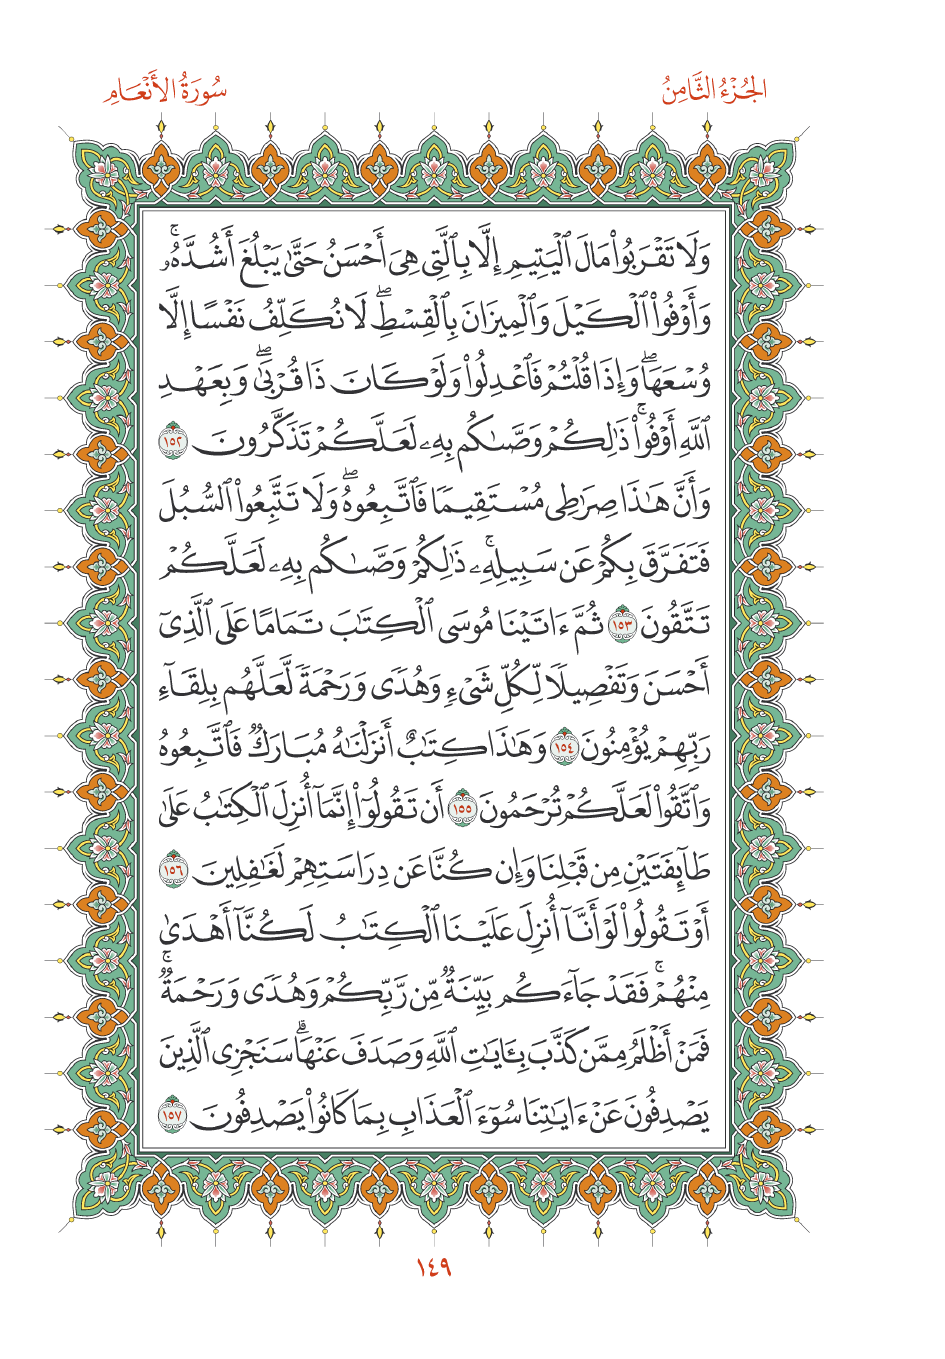 الجُزْءُ الثَّامِنُ
سُورَةُ الأَنْعَامِ
وَلَا تَقْرَبُوا۟ مَالَ ٱلْيَتِيمِ إِلَّا بِٱلَّتِى هِىَ أَحْسَنُ حَتَّىٰ يَبْلُغَ أَشُدَّهُۥۚ
وَأَوْفُوا۟ ٱلْكَيْلَ وَٱلْمِيزَانَ بِٱلْقِسْطِۖ لَا نُكَلِّفُ نَفْسًا إِلَّا
وُسْعَهَاۖ وَإِذَا قُلْتُمْ فَٱعْدِلُوا۟ وَلَوْ كَانَ ذَا قُرْبَىٰۖ وَبِعَهْدِ
ٱللَّهِ أَوْفُوا۟ۚ ذَٰلِكُمْ وَصَّىٰكُم بِهِۦ لَعَلَّكُمْ تَذَكَّرُونَ ١٥٢
وَأَنَّ هَٰذَا صِرَٰطِى مُسْتَقِيمًا فَٱتَّبِعُوهُۖ وَلَا تَتَّبِعُوا۟ ٱلسُّبُلَ
فَتَفَرَّقَ بِكُمْ عَن سَبِيلِهِۦۚ ذَٰلِكُمْ وَصَّىٰكُم بِهِۦ لَعَلَّكُمْ
تَتَّقُونَ ١٥٣ ثُمَّ ءَاتَيْنَا مُوسَى ٱلْكِتَٰبَ تَمَامًا عَلَى ٱلَّذِىٓ
أَحْسَنَ وَتَفْصِيلًا لِّكُلِّ شَىْءٍ وَهُدًى وَرَحْمَةً لَّعَلَّهُم بِلِقَآءِ
رَبِّهِمْ يُؤْمِنُونَ ١٥٤ وَهَٰذَا كِتَٰبٌ أَنزَلْنَٰهُ مُبَارَكٌ فَٱتَّبِعُوهُ
وَٱتَّقُوا۟ لَعَلَّكُمْ تُرْحَمُونَ ١٥٥ أَن تَقُولُوٓا۟ إِنَّمَآ أُنزِلَ ٱلْكِتَٰبُ عَلَىٰ
طَآئِفَتَيْنِ مِن قَبْلِنَا وَإِن كُنَّا عَن دِرَاسَتِهِمْ لَغَٰفِلِينَ ١٥٦
أَوْ تَقُولُوا۟ لَوْ أَنَّآ أُنزِلَ عَلَيْنَا ٱلْكِتَٰبُ لَكُنَّآ أَهْدَىٰ
مِنْهُمْۚ فَقَدْ جَآءَكُم بَيِّنَةٌ مِّن رَّبِّكُمْ وَهُدًى وَرَحْمَةٌۚ
فَمَنْ أَظْلَمُ مِمَّن كَذَّبَ بِـَٔايَٰتِ ٱللَّهِ وَصَدَفَ عَنْهَاۗ سَنَجْزِى ٱلَّذِينَ
يَصْدِفُونَ عَنْ ءَايَٰتِنَا سُوٓءَ ٱلْعَذَابِ بِمَا كَانُوا۟ يَصْدِفُونَ ١٥٧
١٤٩